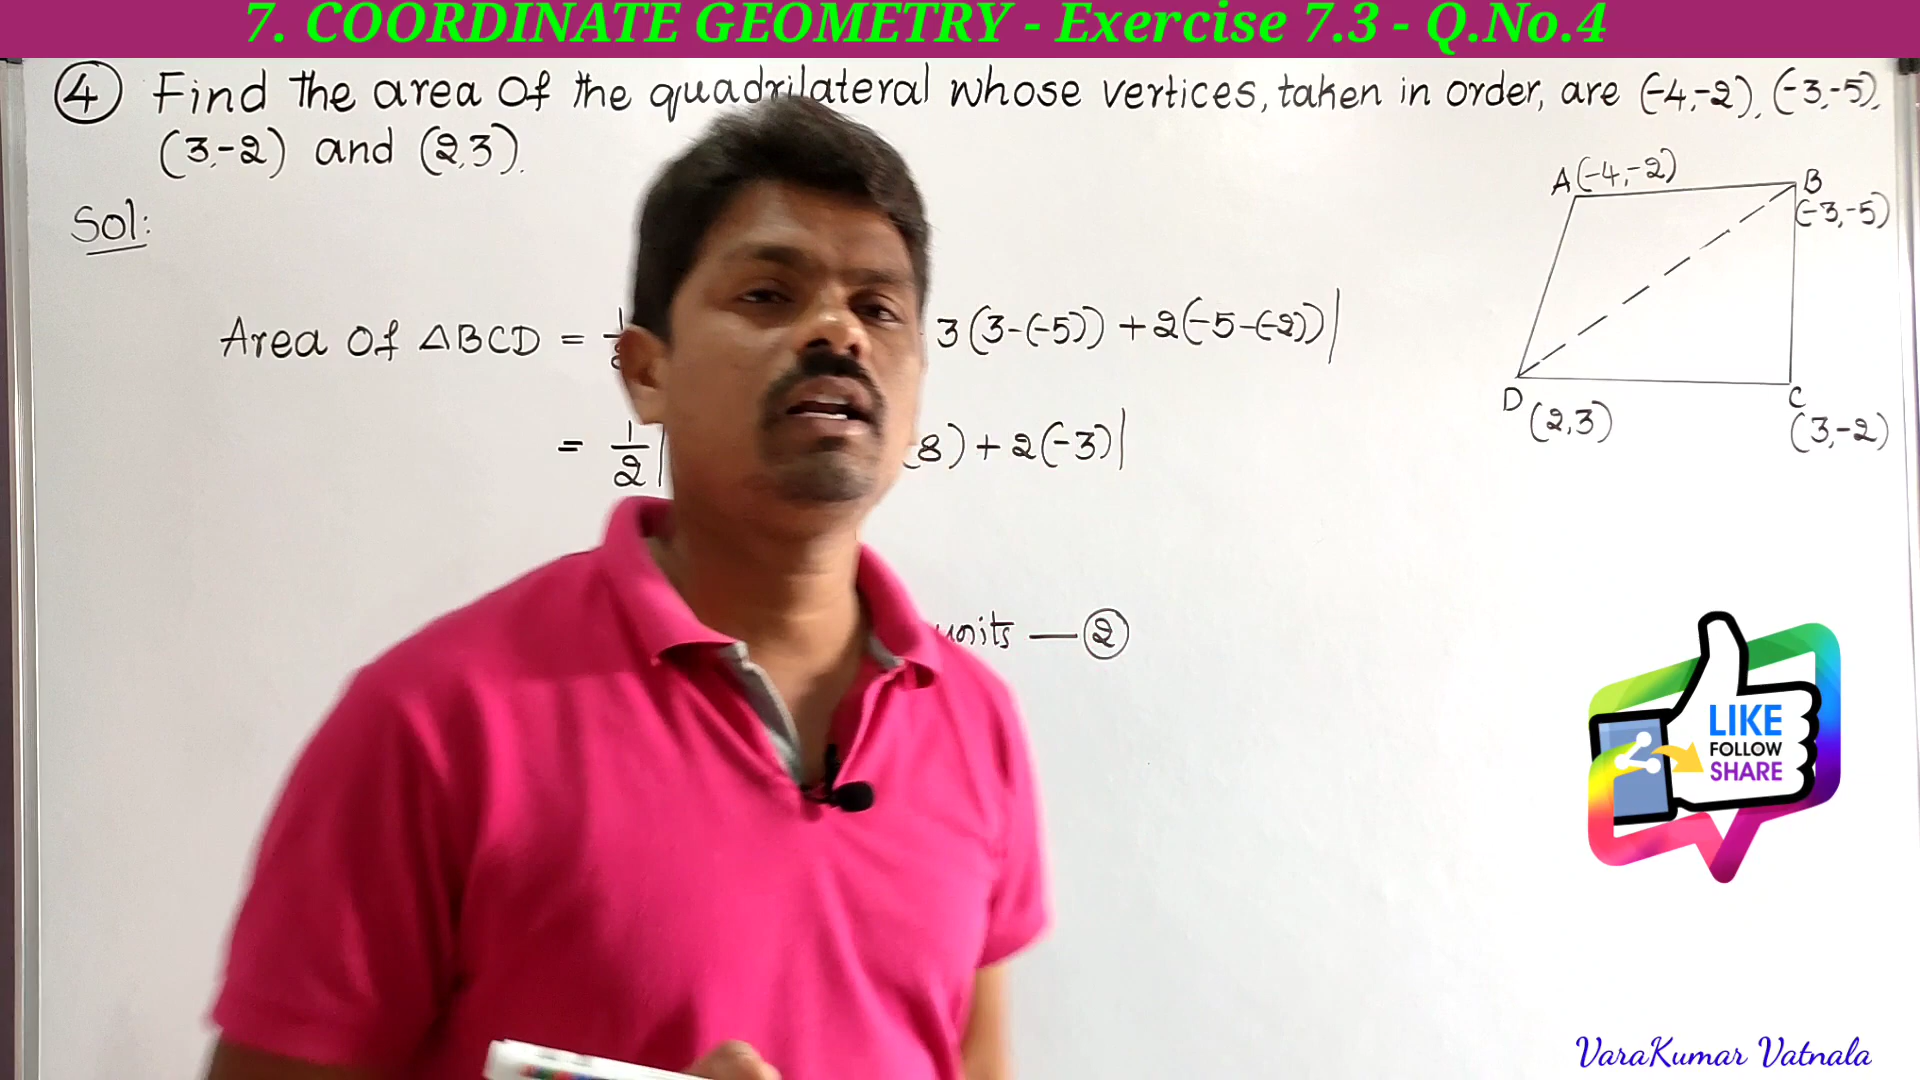 7. COORDINATE GEOMETRY - Exercise 7.3 - Q.No.4
④ Find the area of the quadrilateral whose vertices, taken in order, are (-4,-2), (-3,-5),
(3,-2) and (2,3).
Sol:
A(-4,-2)
B
(-3,-5)
Area of △BCD = 3(3-(-5)) + 2(-5-(-2))|
D (2,3)
C
(3,-2)
= 1/2 | 8) + 2(-3)|
units — ②
LIKE
FOLLOW
SHARE
VaraKumar Vatnala